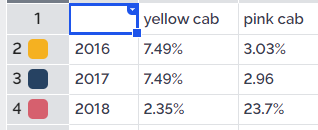 1 yellow cab pink cab
2 2016 7.49% 3.03%
3 2017 7.49% 2.96
4 2018 2.35% 23.7%